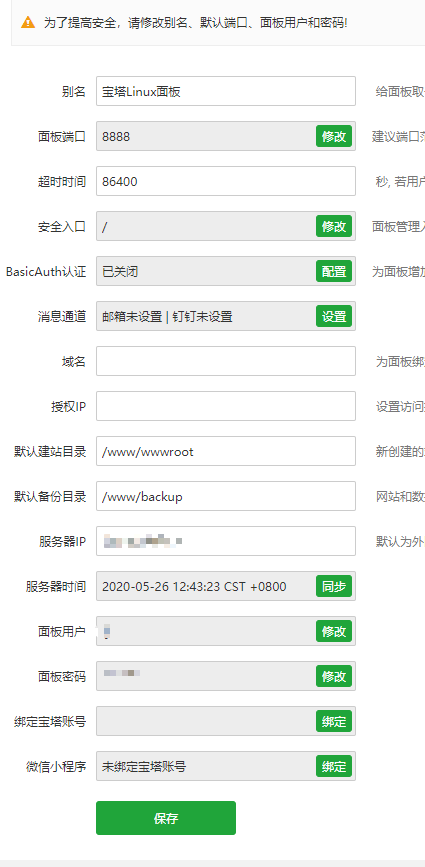 为了提高安全，请修改别名、默认端口、面板用户和密码!
别名 宝塔Linux面板 给面板取
面板端口 8888 修改 建议端口范
超时时间 86400 秒, 若用户
安全入口 / 修改 面板管理入
BasicAuth认证 已关闭 配置 为面板增加
消息通道 邮箱未设置 | 钉钉未设置 设置
域名 为面板绑
授权IP 设置访问
默认建站目录 /www/wwwroot 新创建的
默认备份目录 /www/backup 网站和数
服务器IP 默认为外
服务器时间 2020-05-26 12:43:23 CST +0800 同步
面板用户 修改
面板密码 修改
绑定宝塔账号 绑定
微信小程序 未绑定宝塔账号 绑定
保存